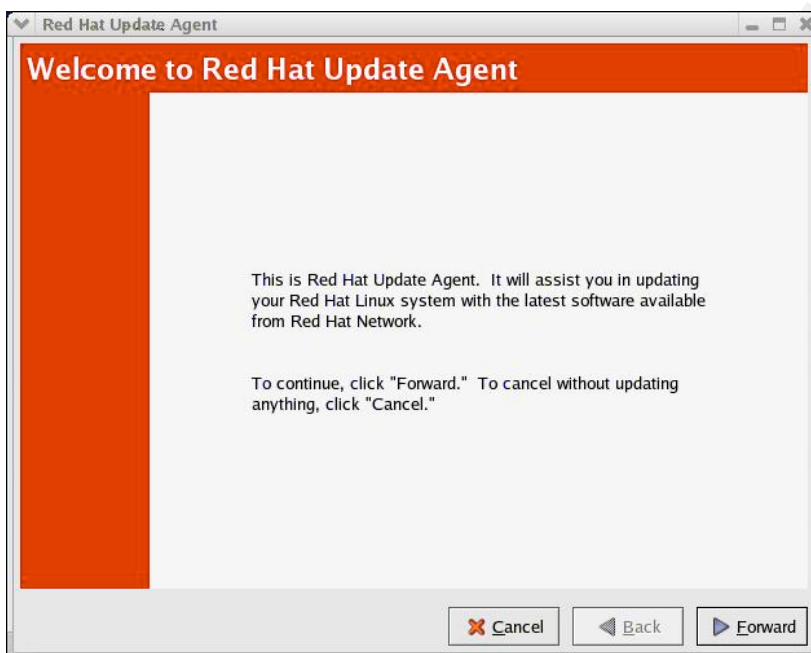 Red Hat Update Agent
Welcome to Red Hat Update Agent
This is Red Hat Update Agent. It will assist you in updating
your Red Hat Linux system with the latest software available
from Red Hat Network.
To continue, click "Forward." To cancel without updating
anything, click "Cancel."
Cancel
Back
Forward